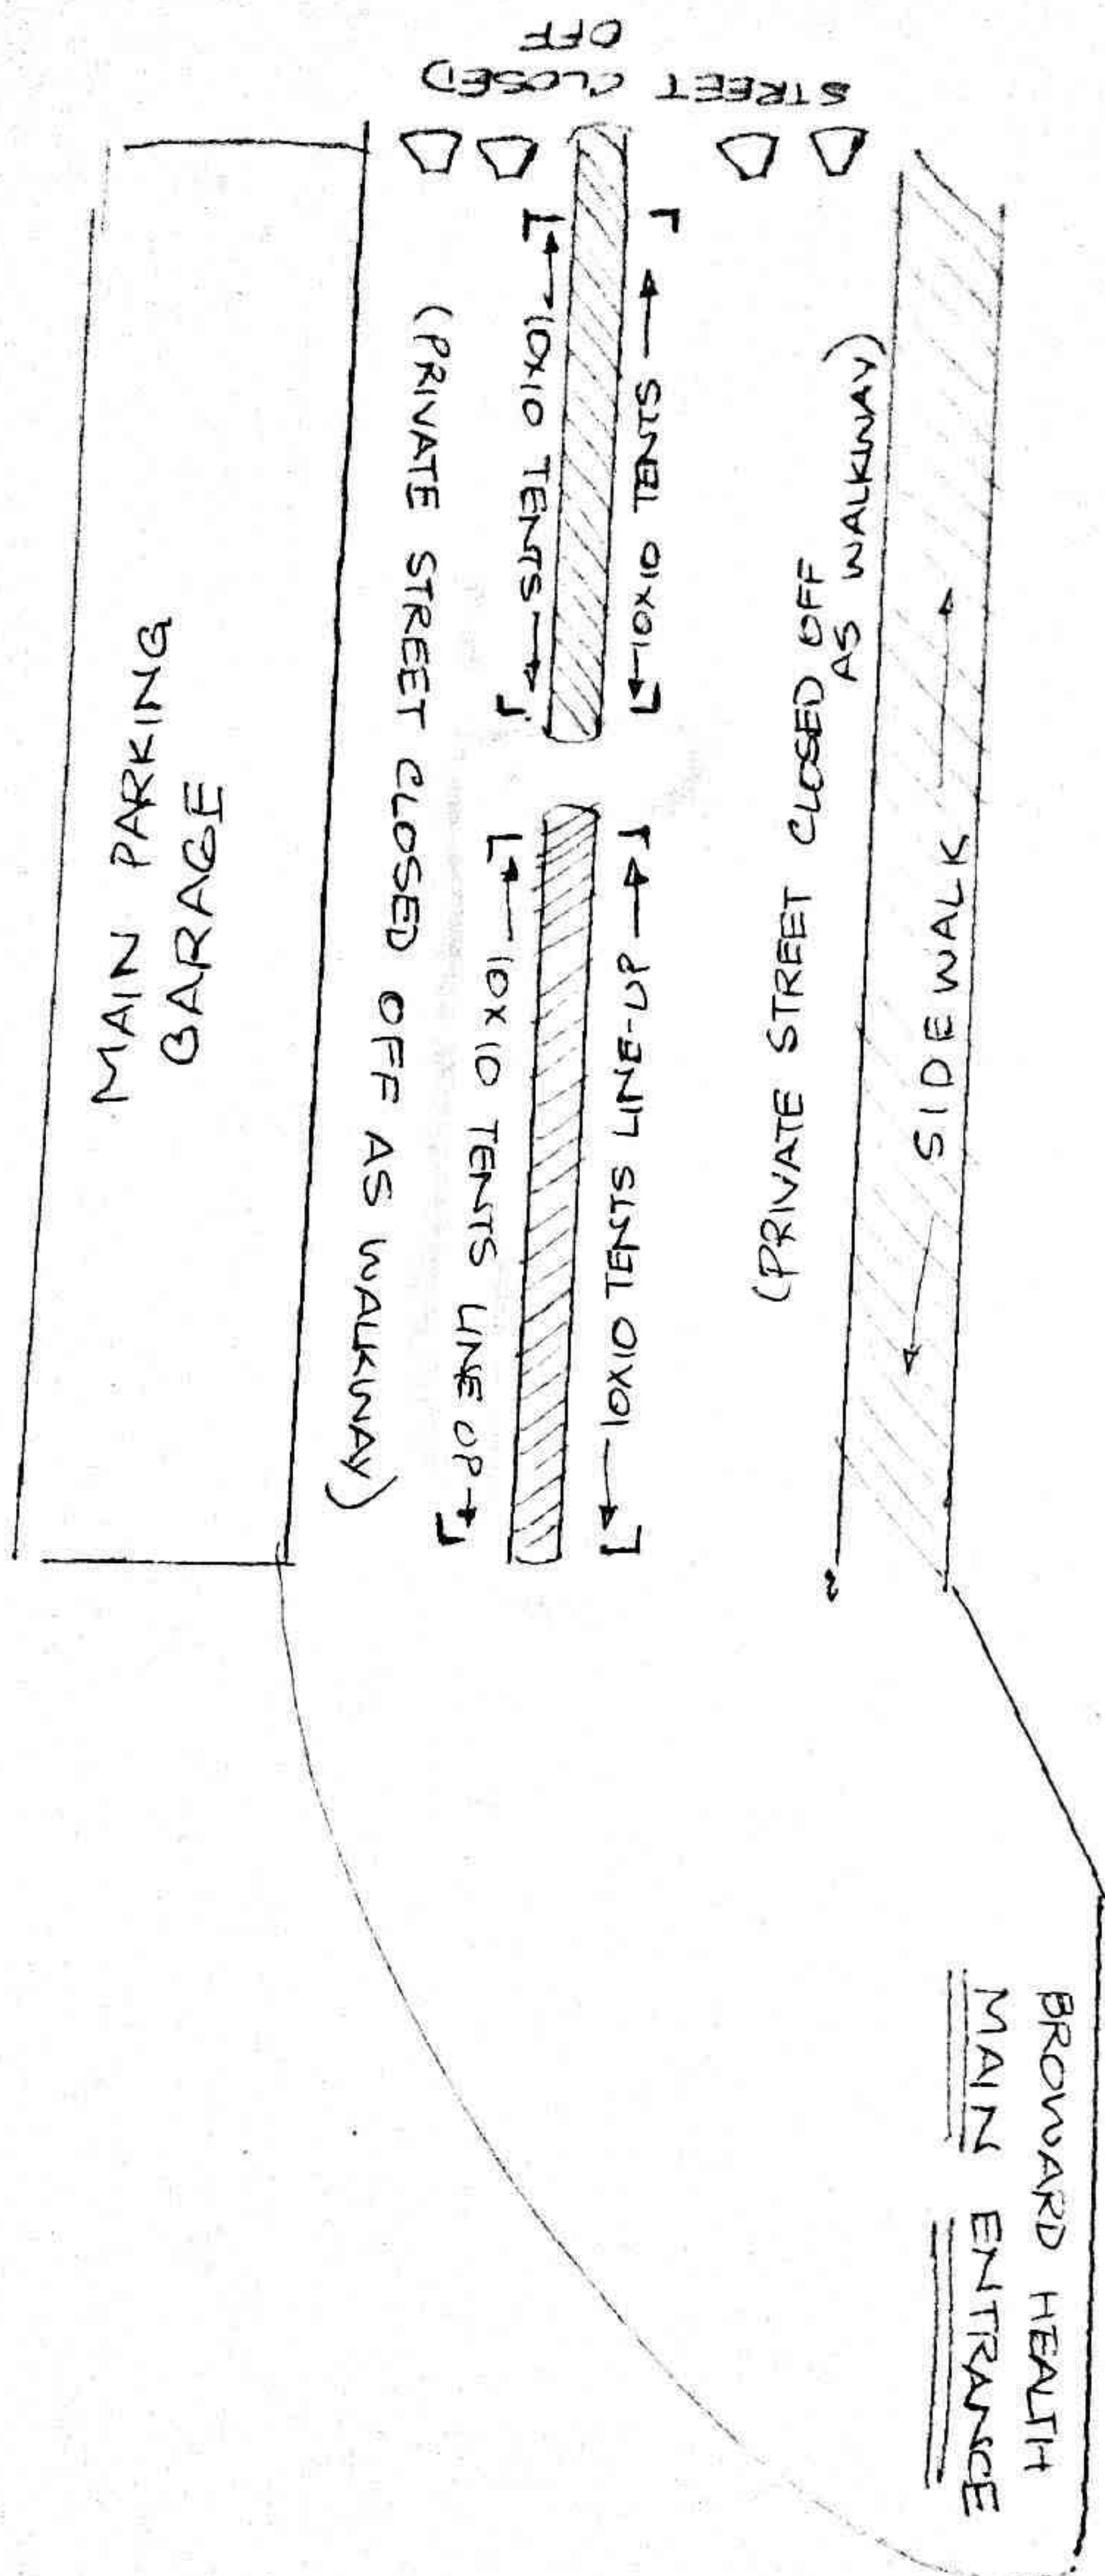 STREET CLOSED
OFF
MAIN PARKING
GARAGE
(PRIVATE STREET CLOSED OFF AS WALKWAY)
10x10 TENTS
10x10 TENTS
10x10 TENTS LINE UP
10x10 TENTS LINE-UP
(PRIVATE STREET CLOSED OFF
AS WALKWAY)
SIDEWALK
BROWARD HEALTH
MAIN ENTRANCE